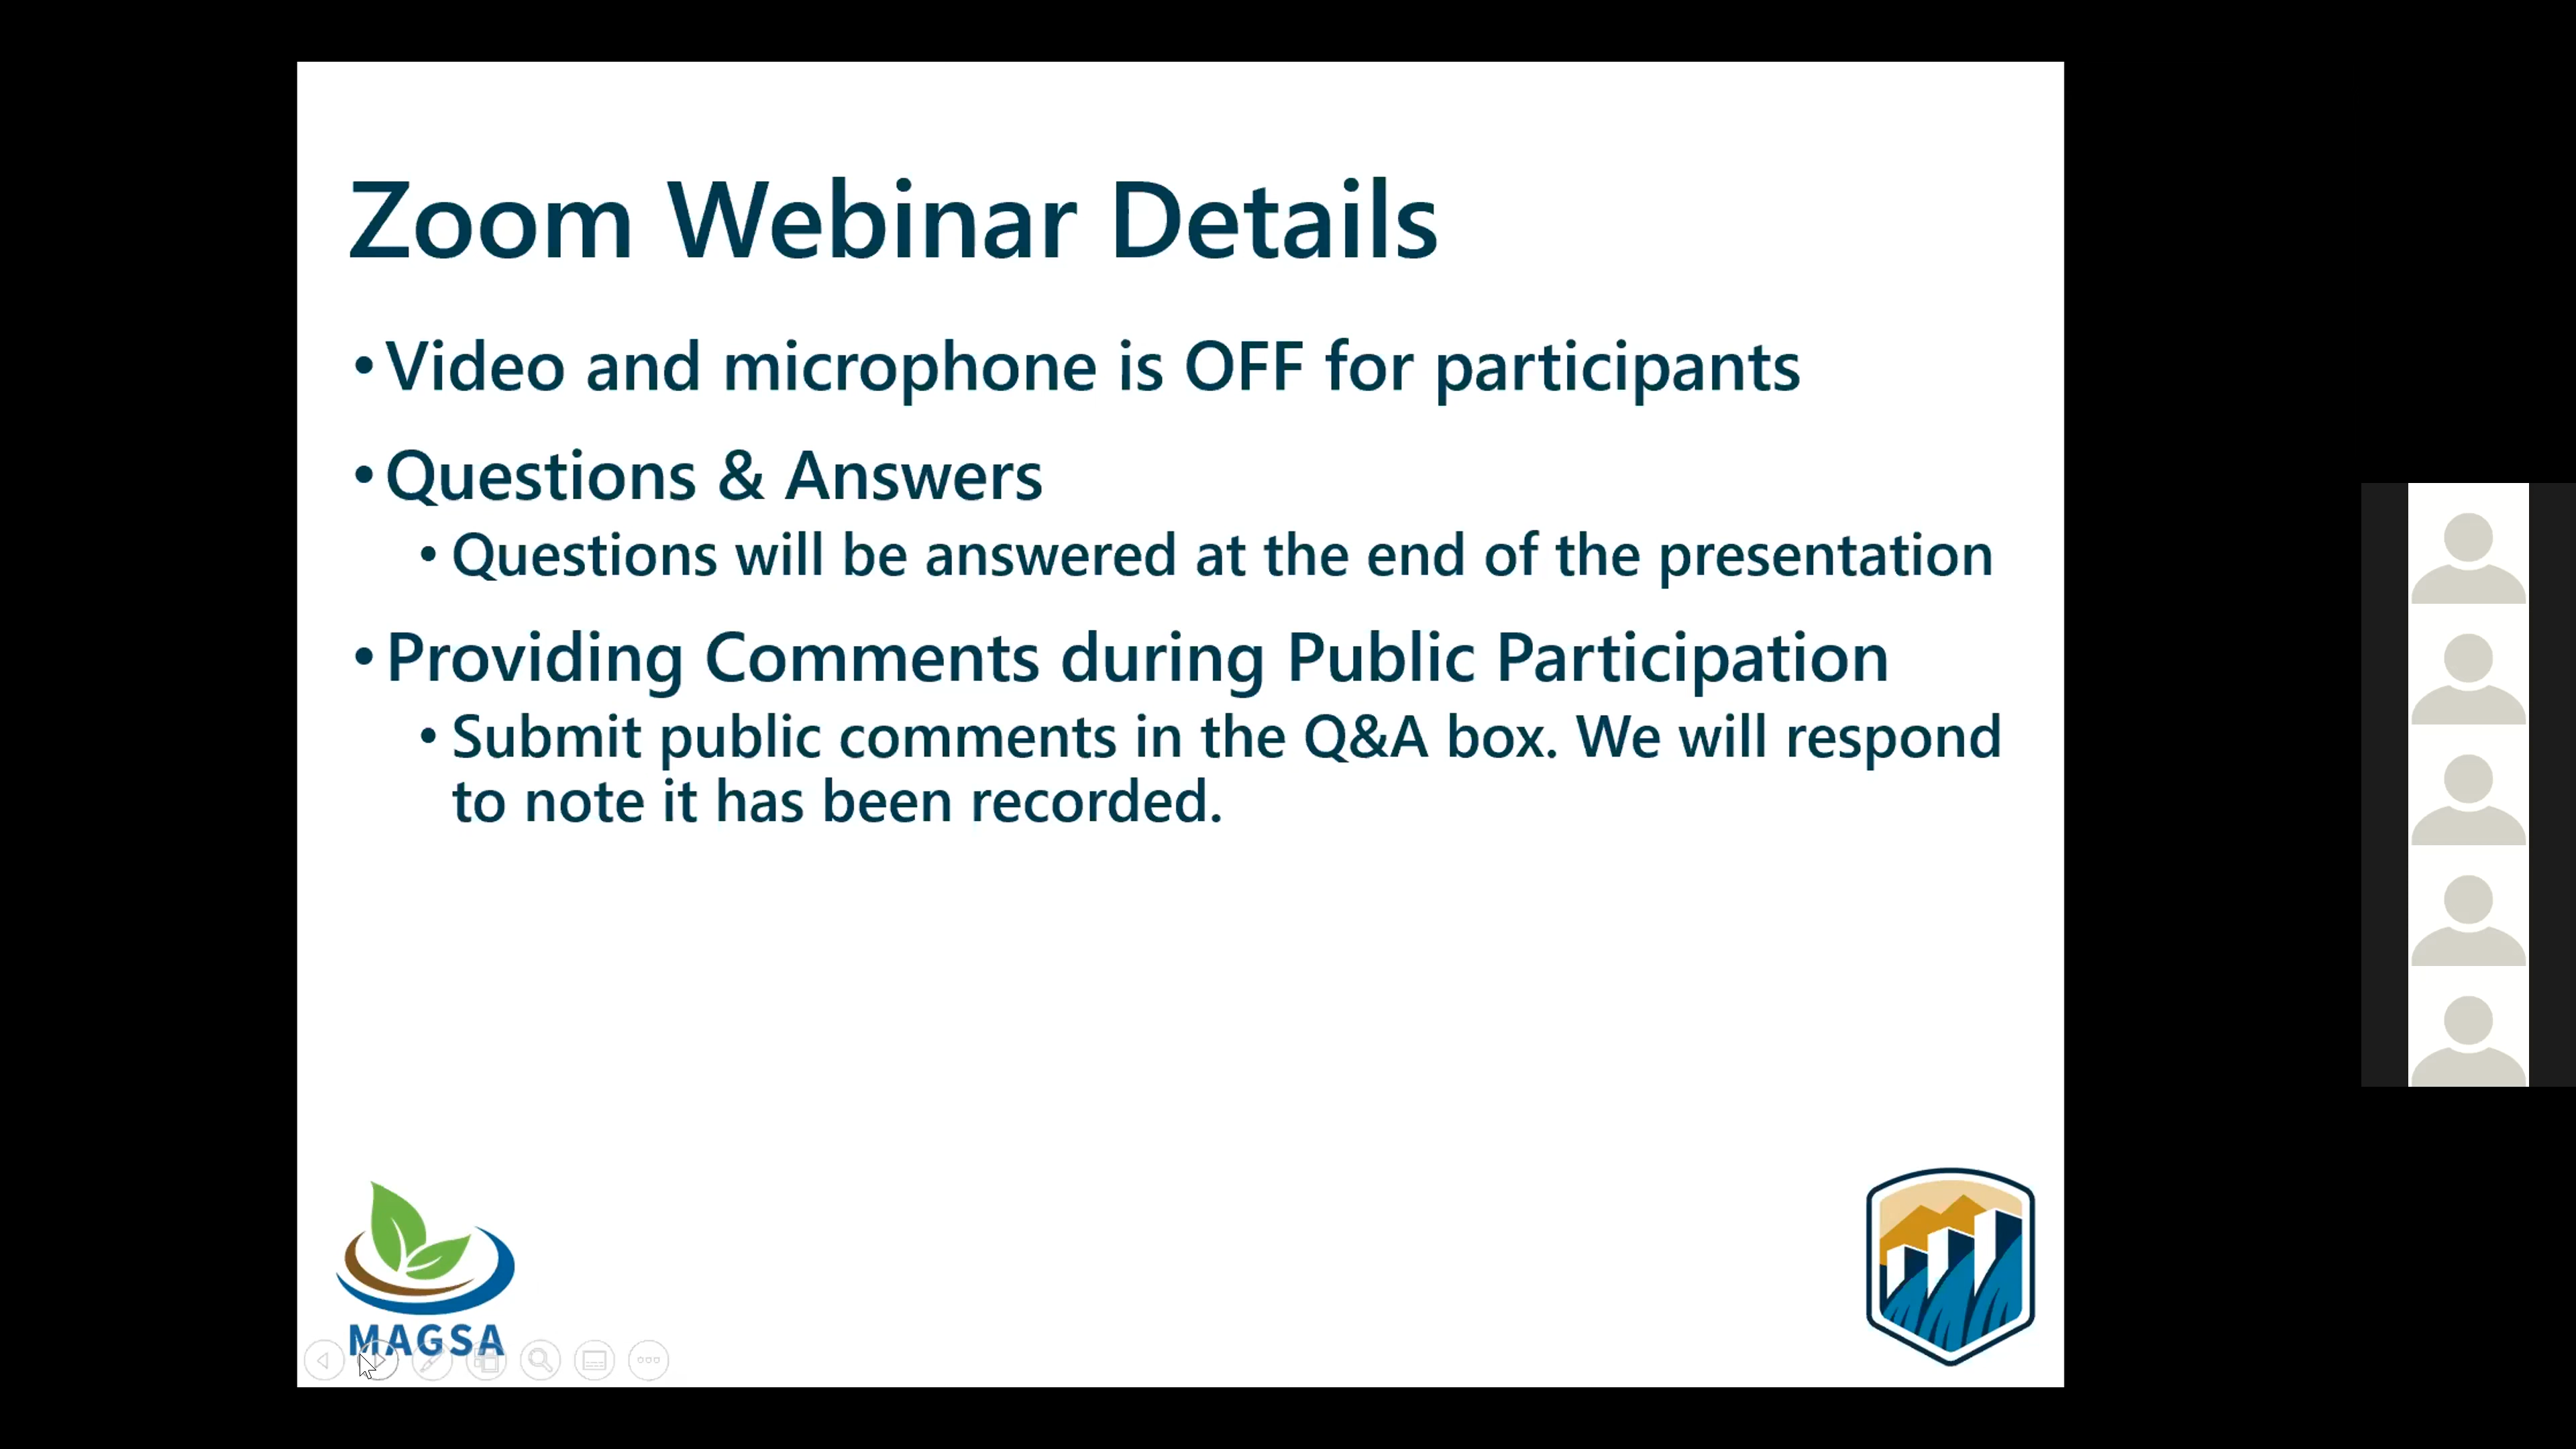 Zoom Webinar Details
•Video and microphone is OFF for participants
•Questions & Answers
•Questions will be answered at the end of the presentation
•Providing Comments during Public Participation
•Submit public comments in the Q&A box. We will respond
to note it has been recorded.
MAGSA